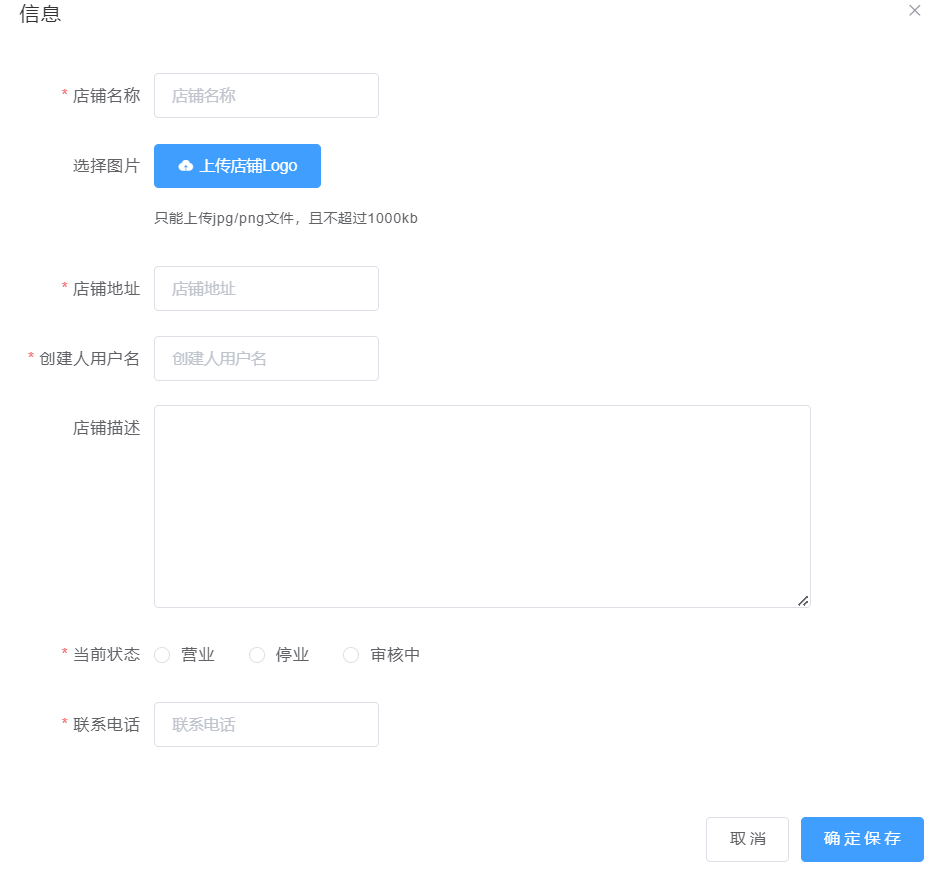 信息
* 店铺名称 店铺名称
选择图片 上传店铺Logo
只能上传jpg/png文件，且不超过1000kb
* 店铺地址 店铺地址
* 创建人用户名 创建人用户名
店铺描述
* 当前状态 营业 停业 审核中
* 联系电话 联系电话
取消 确定保存